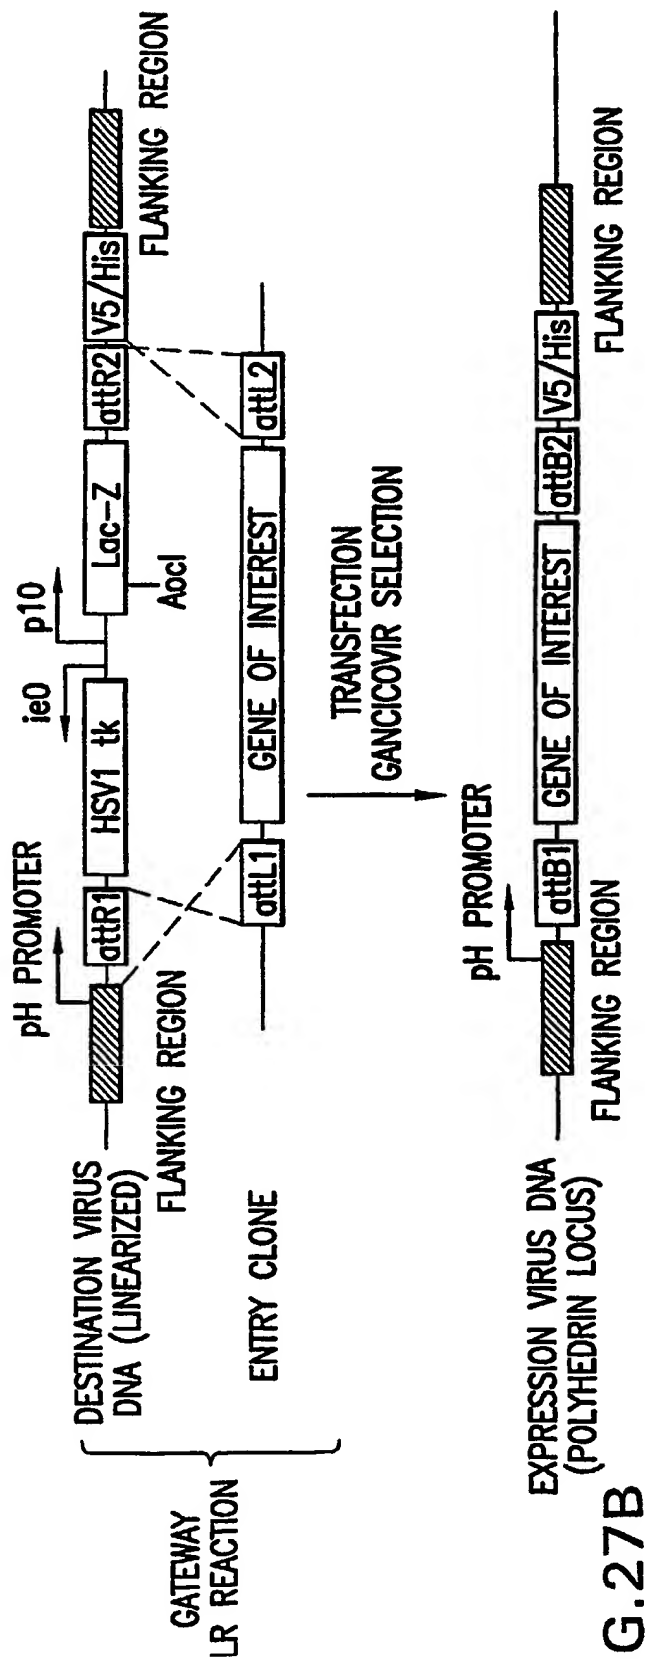 GATEWAY
LR REACTION
DESTINATION VIRUS
DNA (LINEARIZED)
pH PROMOTER
ie0
p10
attR1
HSV1 tk
Lac-Z
attR2
V5/His
AocI
FLANKING REGION
FLANKING REGION
ENTRY CLONE
attL1
GENE OF INTEREST
attL2
TRANSFECTION
GANCICOVIR SELECTION
EXPRESSION VIRUS DNA
(POLYHEDRIN LOCUS)
pH PROMOTER
attB1
GENE OF INTEREST
attB2
V5/His
FLANKING REGION
FLANKING REGION
G.27B